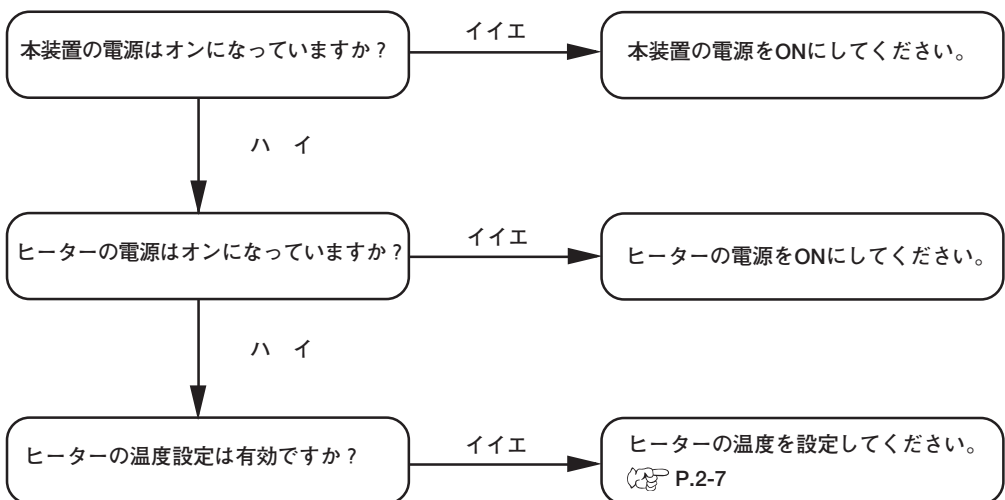 本装置の電源はオンになっていますか？
イイエ
本装置の電源をONにしてください。
ハ イ
ヒーターの電源はオンになっていますか？
イイエ
ヒーターの電源をONにしてください。
ハ イ
ヒーターの温度設定は有効ですか？
イイエ
ヒーターの温度を設定してください。
P.2-7